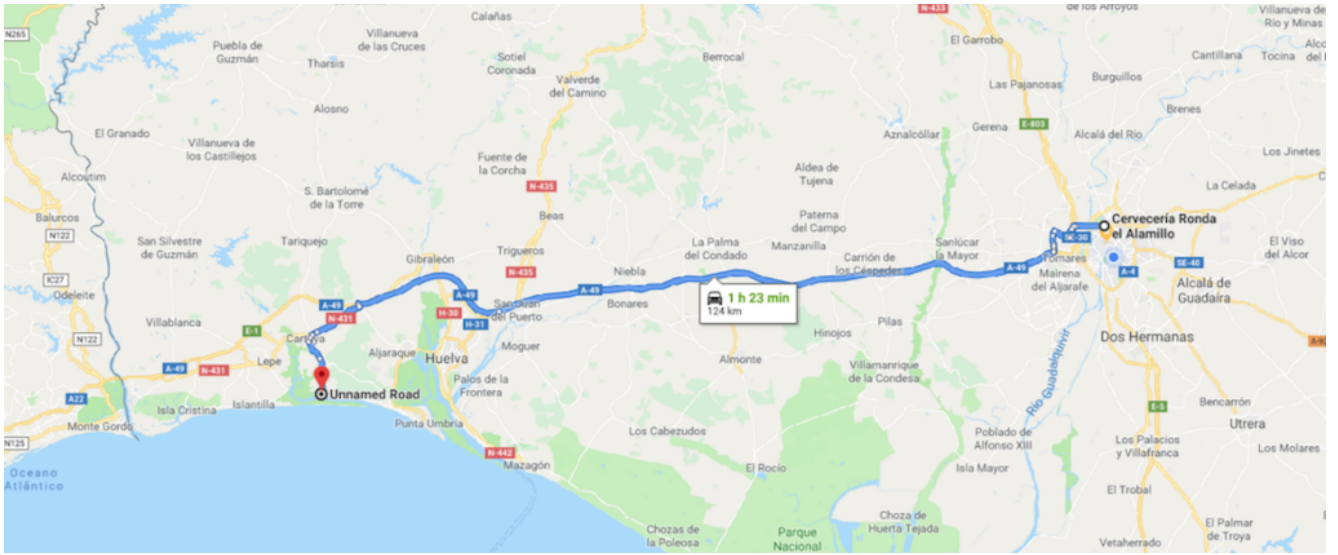 Calañas
N-433
de los Arroyos
Villanueva de
Río y Minas
N265
Villanueva
de las Cruces
El Garrobo
Puebla de
Guzmán
Tharsis
Sotiel
Coronada
Berrocal
Cantillana
Tocina
Valverde
del Camino
Las Pajanosas
Burguillos
Alosno
Brenes
El Granado
Villanueva de
los Castillejos
Aznalcóllar
Gerena
E-803
Alcalá del Río
Los Jinetes
Alcoutim
Fuente de
la Corcha
Aldea de
Tujena
S. Bartolomé
de la Torre
N-435
La Celada
Balurcos
N122
Beas
Paterna
del Campo
Cervecería Ronda
el Alamillo
San Silvestre
de Guzmán
Tariquejo
Trigueros
La Palma
del Condado
Manzanilla
Sanlúcar
la Mayor
SE-30
El Viso
del Alcor
Gibraleón
N-435
Niebla
Carrión de
los Céspedes
A-49
Tomares
Mairena
del Aljarafe
A-4
SE-40
Alcalá de
Guadaíra
IC27
Odeleite
A-49
A-49
A-49
Bonares
1 h 23 min
124 km
N-431
H-30
San Juan
del Puerto
H-31
Villablanca
E-1
Cartaya
Hinojos
Pilas
Dos Hermanas
N122
Lepe
Aljaraque
Huelva
Moguer
Almonte
Villamanrique
de la Condesa
A-49
N-431
Palos de la
Frontera
Río Guadalquivir
A22
Isla Cristina
Islantilla
Unnamed Road
Monte Gordo
Punta Umbría
E-5
Bencarrón
Utrera
N125
Los Cabezudos
Poblado de
Alfonso XIII
Los Palacios
y Villafranca
Los Molares
N-442
Mazagón
El Rocío
Isla Mayor
Oceano
Atlántico
El Trobal
Chozas de
la Poleosa
Parque
Nacional
Choza de
Huerta Tejada
El Palmar
de Troya
Vetaherrado